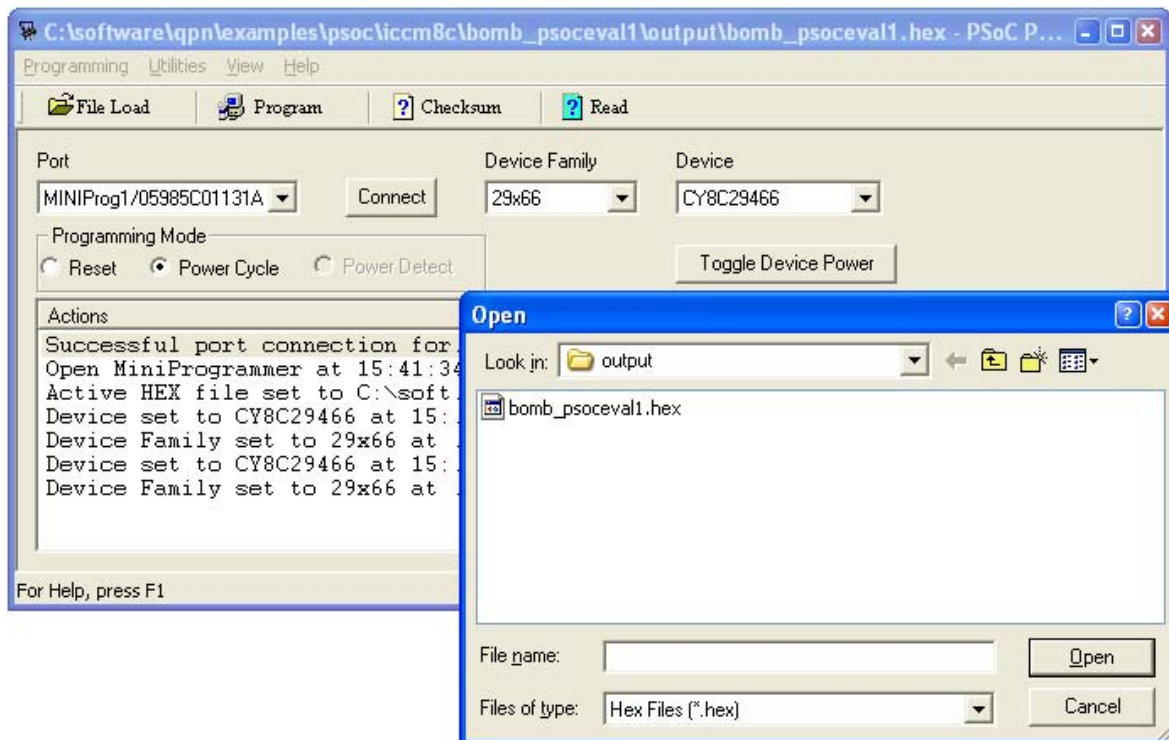 C:\software\qpn\examples\psoc\iccm8c\bomb_psoceval1\output\bomb_psoceval1.hex - PSoC P...
Programming Utilities View Help
File Load Program Checksum Read
Port Device Family Device
MINIProg1/05985C01131A Connect 29x66 CY8C29466
Programming Mode
Reset Power Cycle Power Detect Toggle Device Power
Actions
Successful port connection for
Open MiniProgrammer at 15:41:34
Active HEX file set to C:\soft
Device set to CY8C29466 at 15:
Device Family set to 29x66 at
Device set to CY8C29466 at 15:
Device Family set to 29x66 at
For Help, press F1
Open
Look in: output
bomb_psoceval1.hex
File name: Open
Files of type: Hex Files (*.hex) Cancel